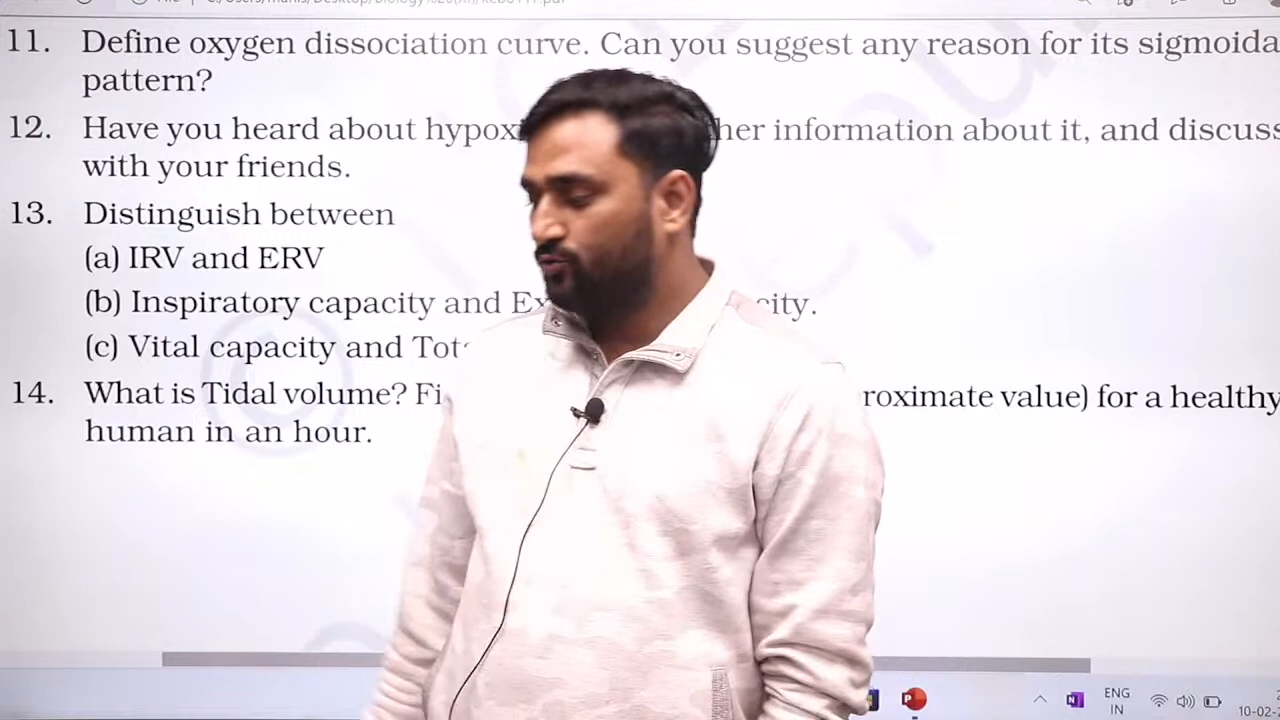 11. Define oxygen dissociation curve. Can you suggest any reason for its sigmoida
pattern?
12. Have you heard about hypoxi her information about it, and discuss
with your friends.
13. Distinguish between
(a) IRV and ERV
(b) Inspiratory capacity and Ex city.
(c) Vital capacity and Tot
14. What is Tidal volume? Fi roximate value) for a healthy
human in an hour.
ENG
IN
10-02-